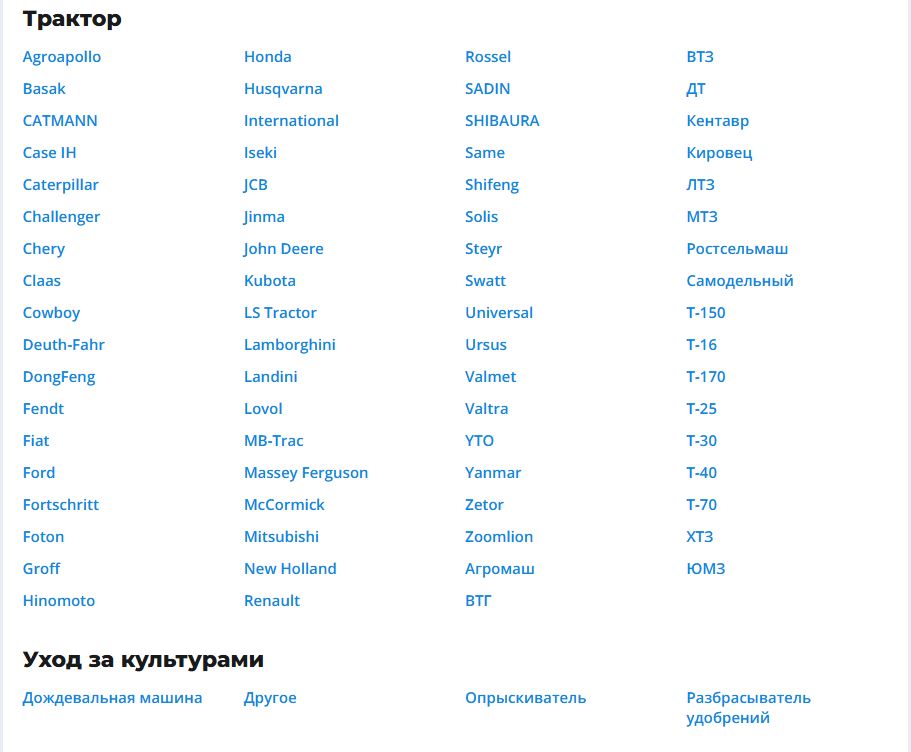 Трактор
Agroapollo
Basak
CATMANN
Case IH
Caterpillar
Challenger
Chery
Claas
Cowboy
Deuth-Fahr
DongFeng
Fendt
Fiat
Ford
Fortschritt
Foton
Groff
Hinomoto
Honda
Husqvarna
International
Iseki
JCB
Jinma
John Deere
Kubota
LS Tractor
Lamborghini
Landini
Lovol
MB-Trac
Massey Ferguson
McCormick
Mitsubishi
New Holland
Renault
Rossel
SADIN
SHIBAURA
Same
Shifeng
Solis
Steyr
Swatt
Universal
Ursus
Valmet
Valtra
YTO
Yanmar
Zetor
Zoomlion
Агромаш
ВТГ
ВТЗ
ДТ
Кентавр
Кировец
ЛТЗ
МТЗ
Ростсельмаш
Самодельный
Т-150
Т-16
Т-170
Т-25
Т-30
Т-40
Т-70
ХТЗ
ЮМЗ
Уход за культурами
Дождевальная машина
Другое
Опрыскиватель
Разбрасыватель
удобрений